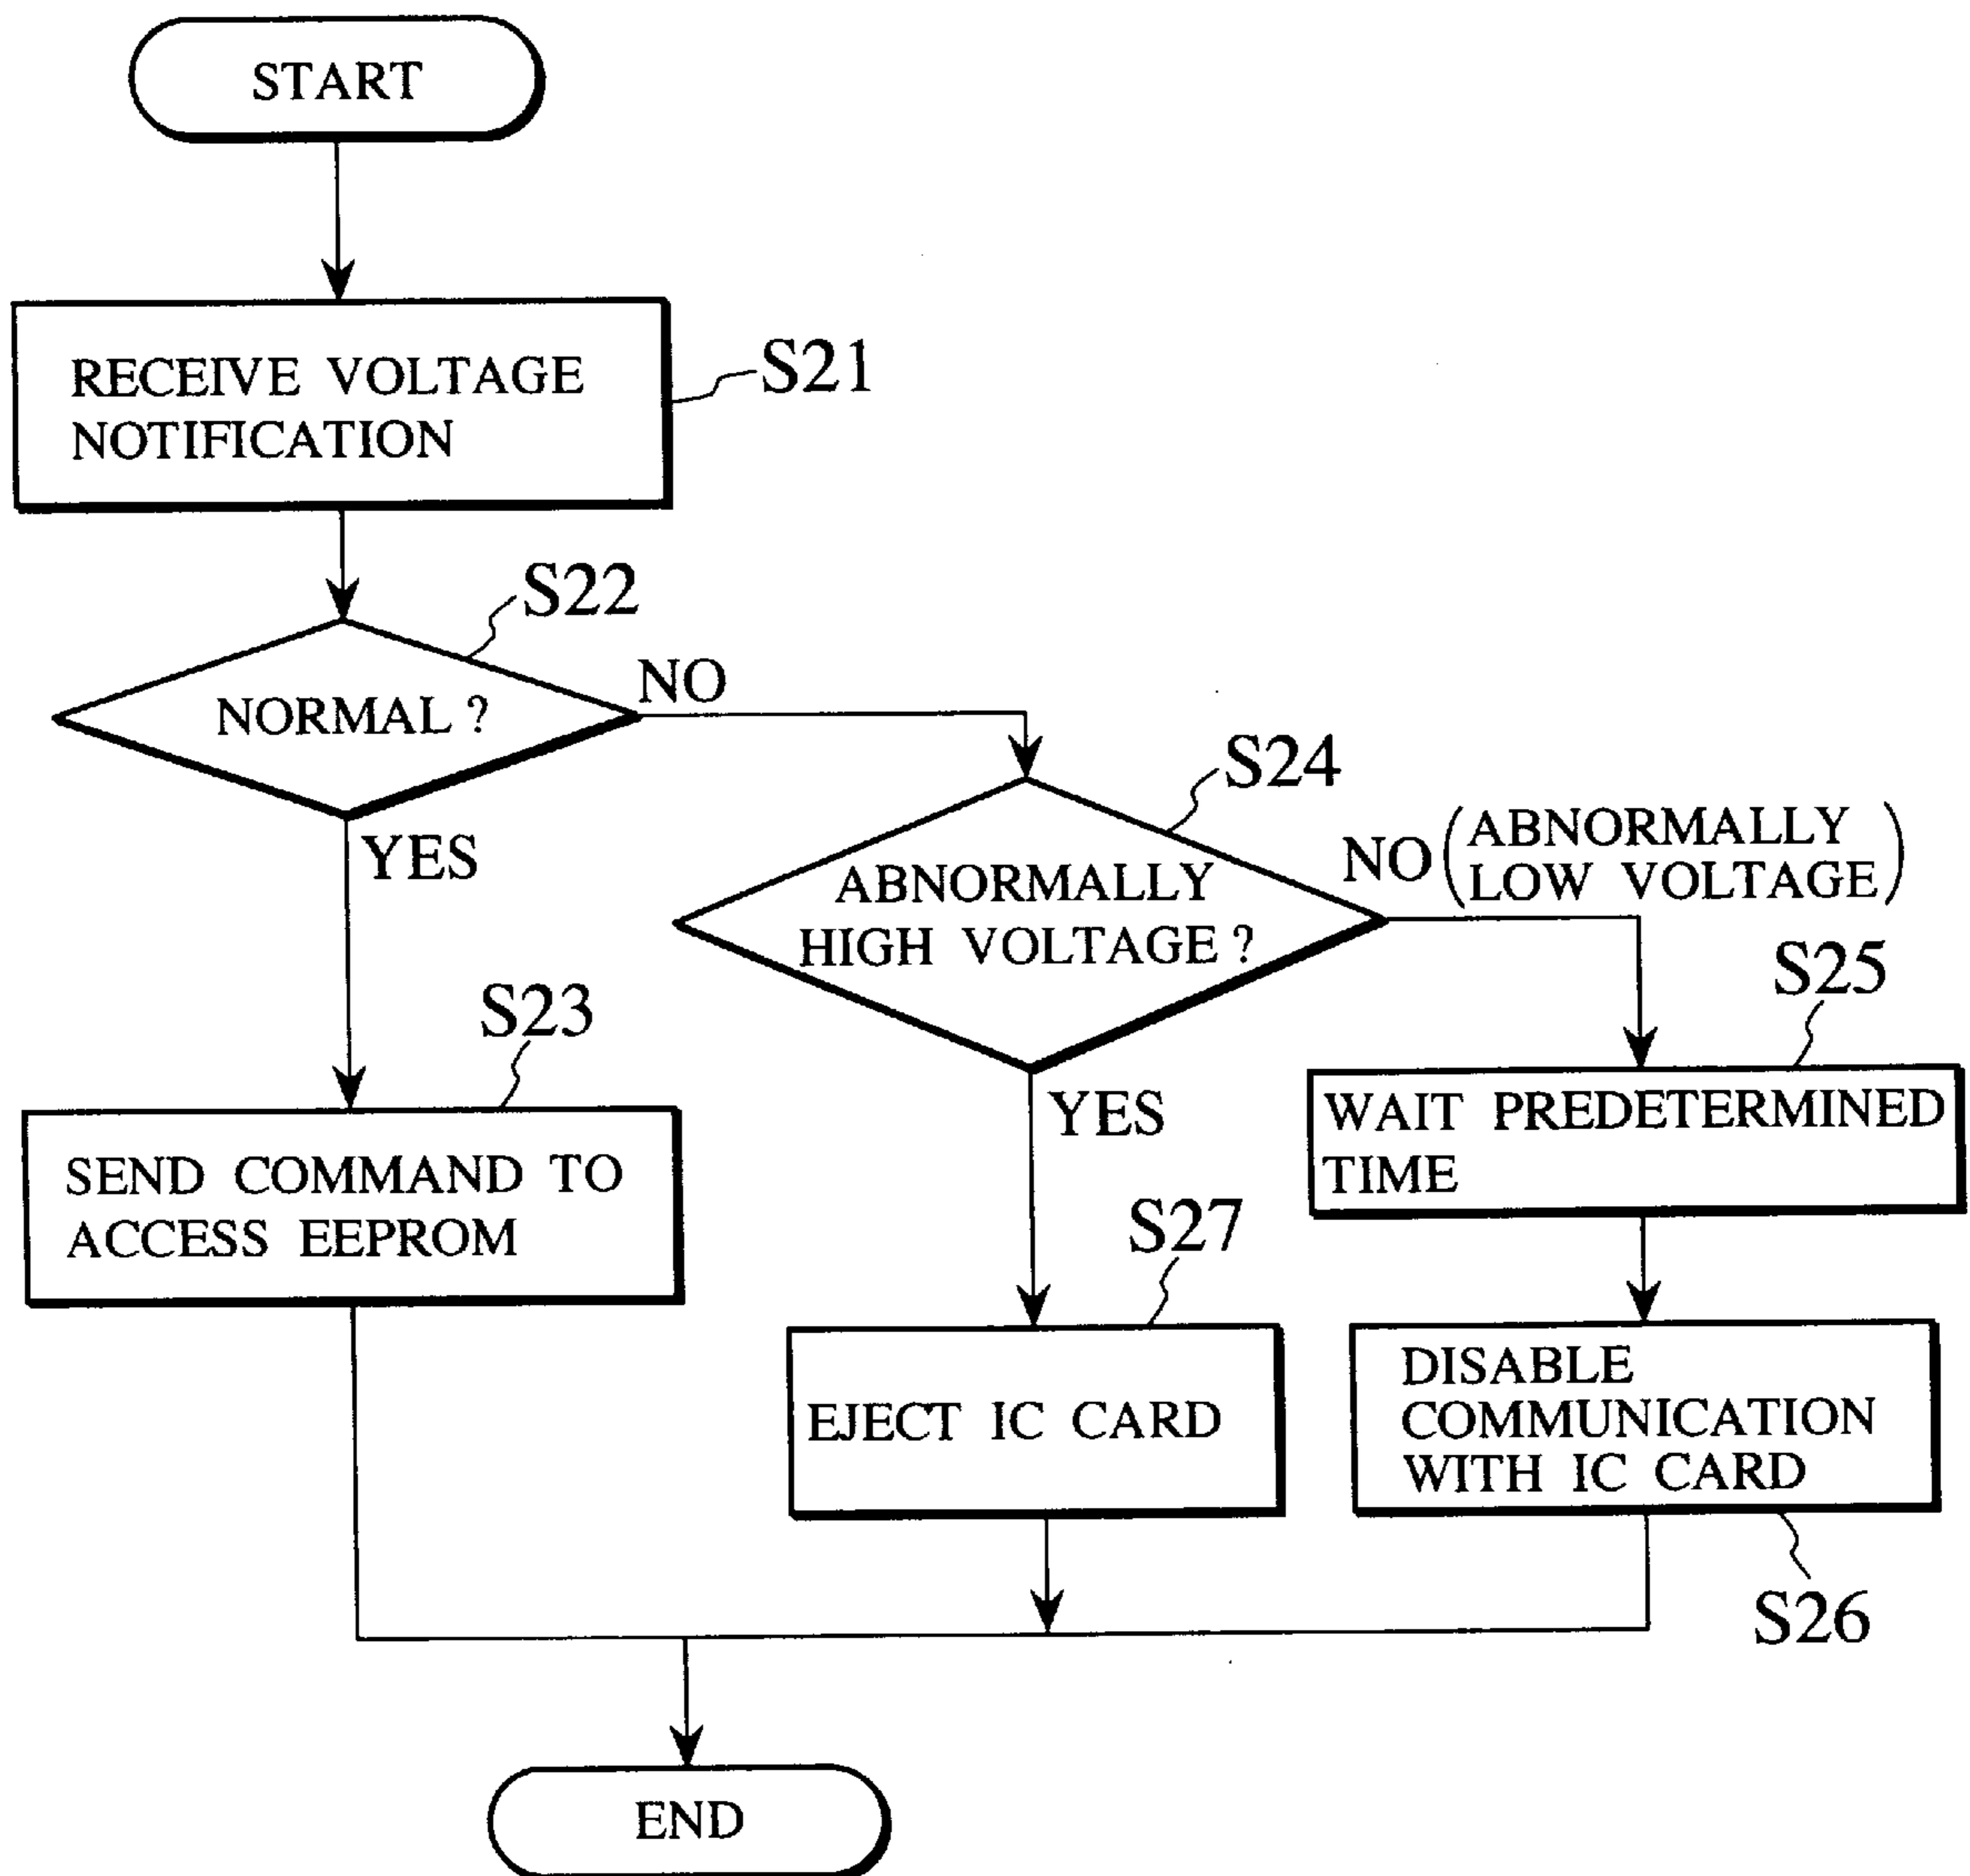 START
RECEIVE VOLTAGE
NOTIFICATION
S21
S22
NORMAL ?
NO
YES
S24
ABNORMALLY
HIGH VOLTAGE ?
NO (ABNORMALLY
LOW VOLTAGE)
YES
S23
SEND COMMAND TO
ACCESS EEPROM
S25
WAIT PREDETERMINED
TIME
S27
EJECT IC CARD
DISABLE
COMMUNICATION
WITH IC CARD
S26
END